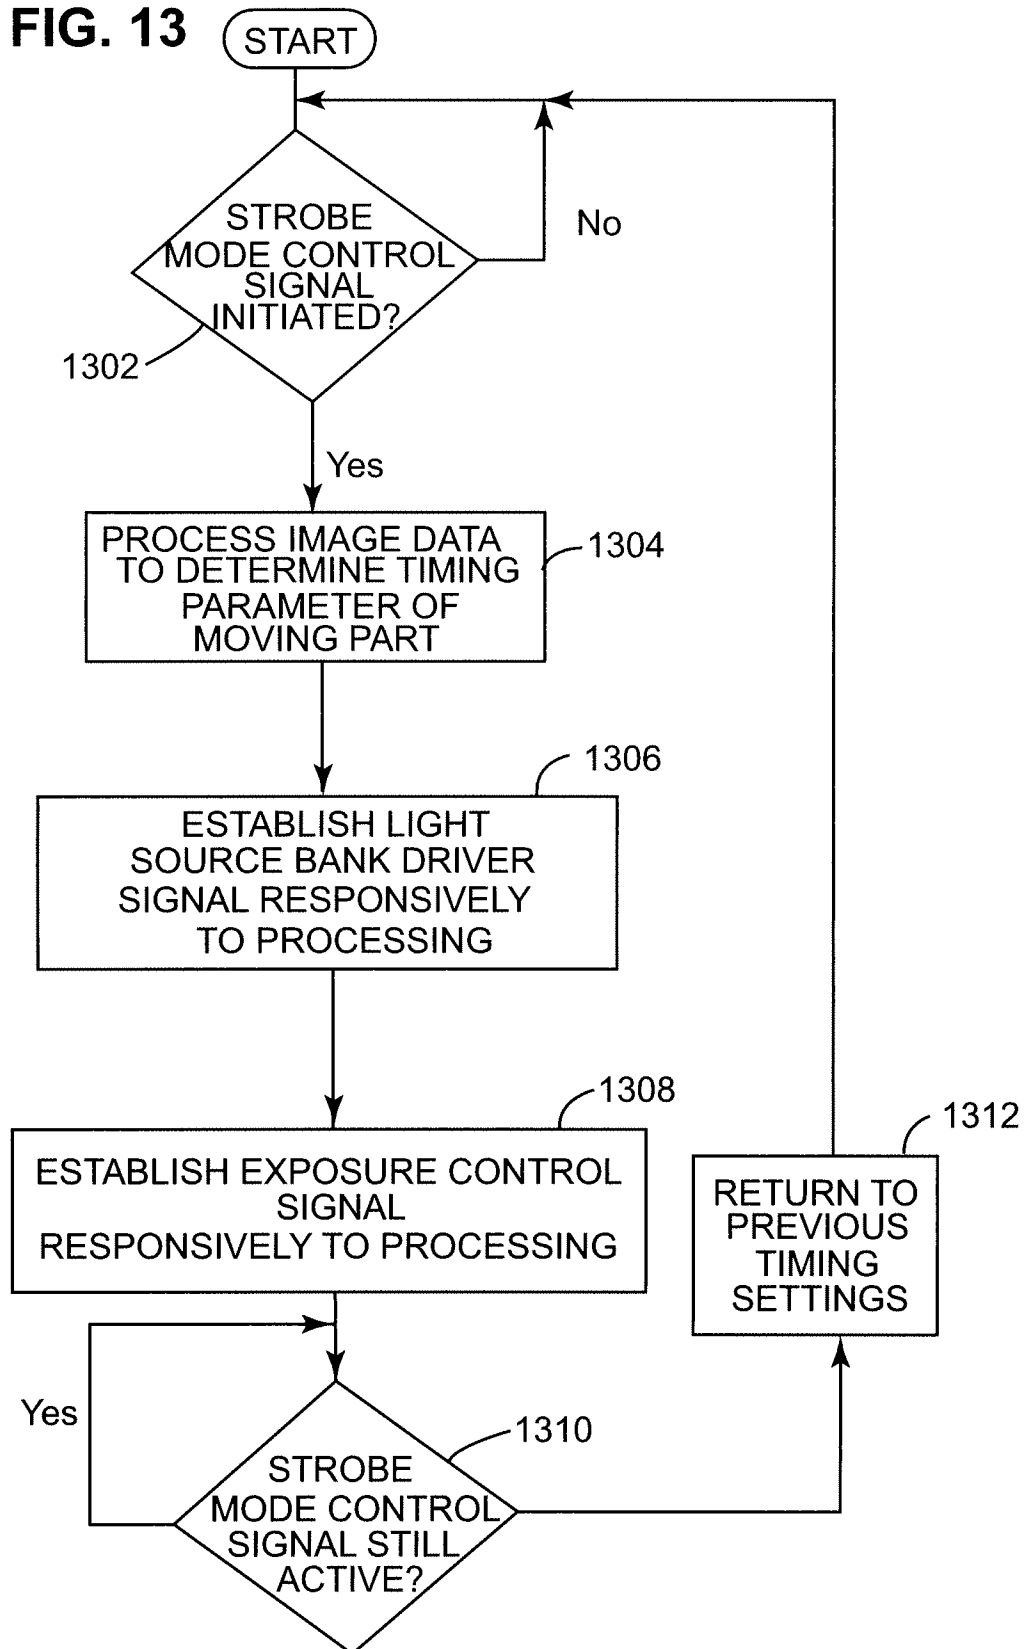 FIG. 13
START
STROBE
MODE CONTROL
SIGNAL
INITIATED?
No
1302
Yes
PROCESS IMAGE DATA
TO DETERMINE TIMING
PARAMETER OF
MOVING PART
1304
1306
ESTABLISH LIGHT
SOURCE BANK DRIVER
SIGNAL RESPONSIVELY
TO PROCESSING
1308
ESTABLISH EXPOSURE CONTROL
SIGNAL
RESPONSIVELY TO PROCESSING
1312
RETURN TO
PREVIOUS
TIMING
SETTINGS
Yes
1310
STROBE
MODE CONTROL
SIGNAL STILL
ACTIVE?